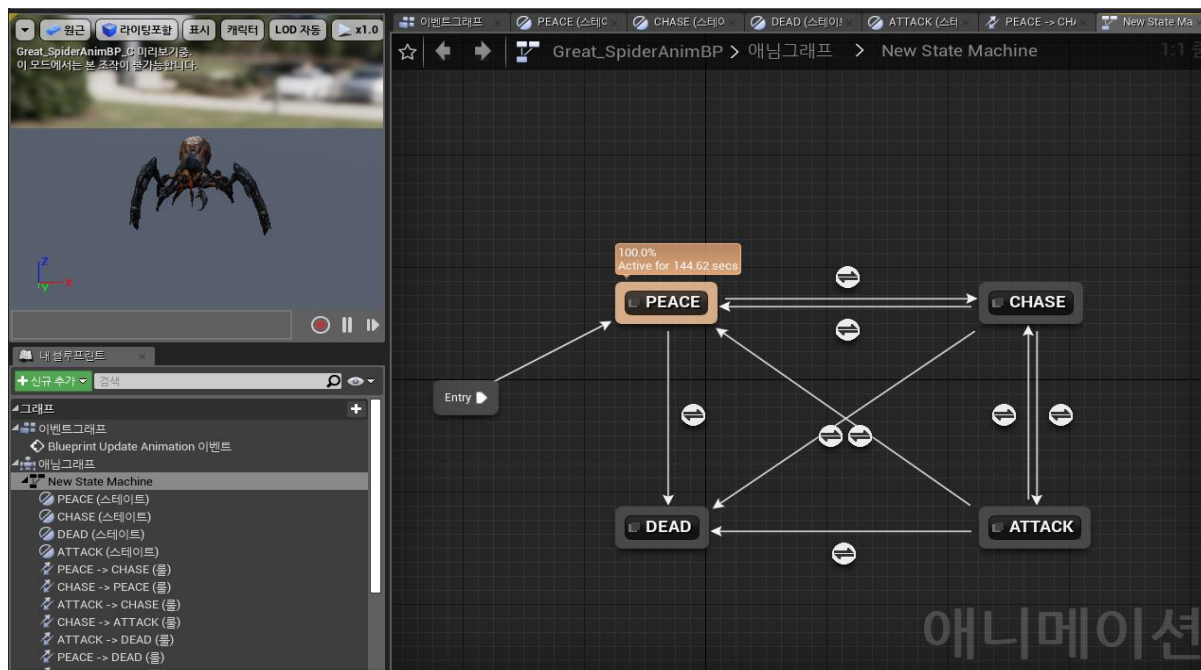 원근
라이팅포함
표시
캐릭터
LOD 자동
x1.0
Great_SpiderAnimBP_C 미리보기중.
이 모드에서는 본 조작이 불가능합니다.
Z
X
Y
내 블루프린트
신규 추가
검색
그래프
이벤트그래프
Blueprint Update Animation 이벤트
애님그래프
New State Machine
PEACE (스테이트)
CHASE (스테이트)
DEAD (스테이트)
ATTACK (스테이트)
PEACE -> CHASE (룰)
CHASE -> PEACE (룰)
ATTACK -> CHASE (룰)
CHASE -> ATTACK (룰)
ATTACK -> DEAD (룰)
PEACE -> DEAD (룰)
이벤트그래프
PEACE (스테이
CHASE (스테이
DEAD (스테이
ATTACK (스테
PEACE -> CH
New State Ma
Great_SpiderAnimBP > 애님그래프 > New State Machine
1:1
100.0%
Active for 144.62 secs
PEACE
CHASE
Entry
DEAD
ATTACK
애니메이션